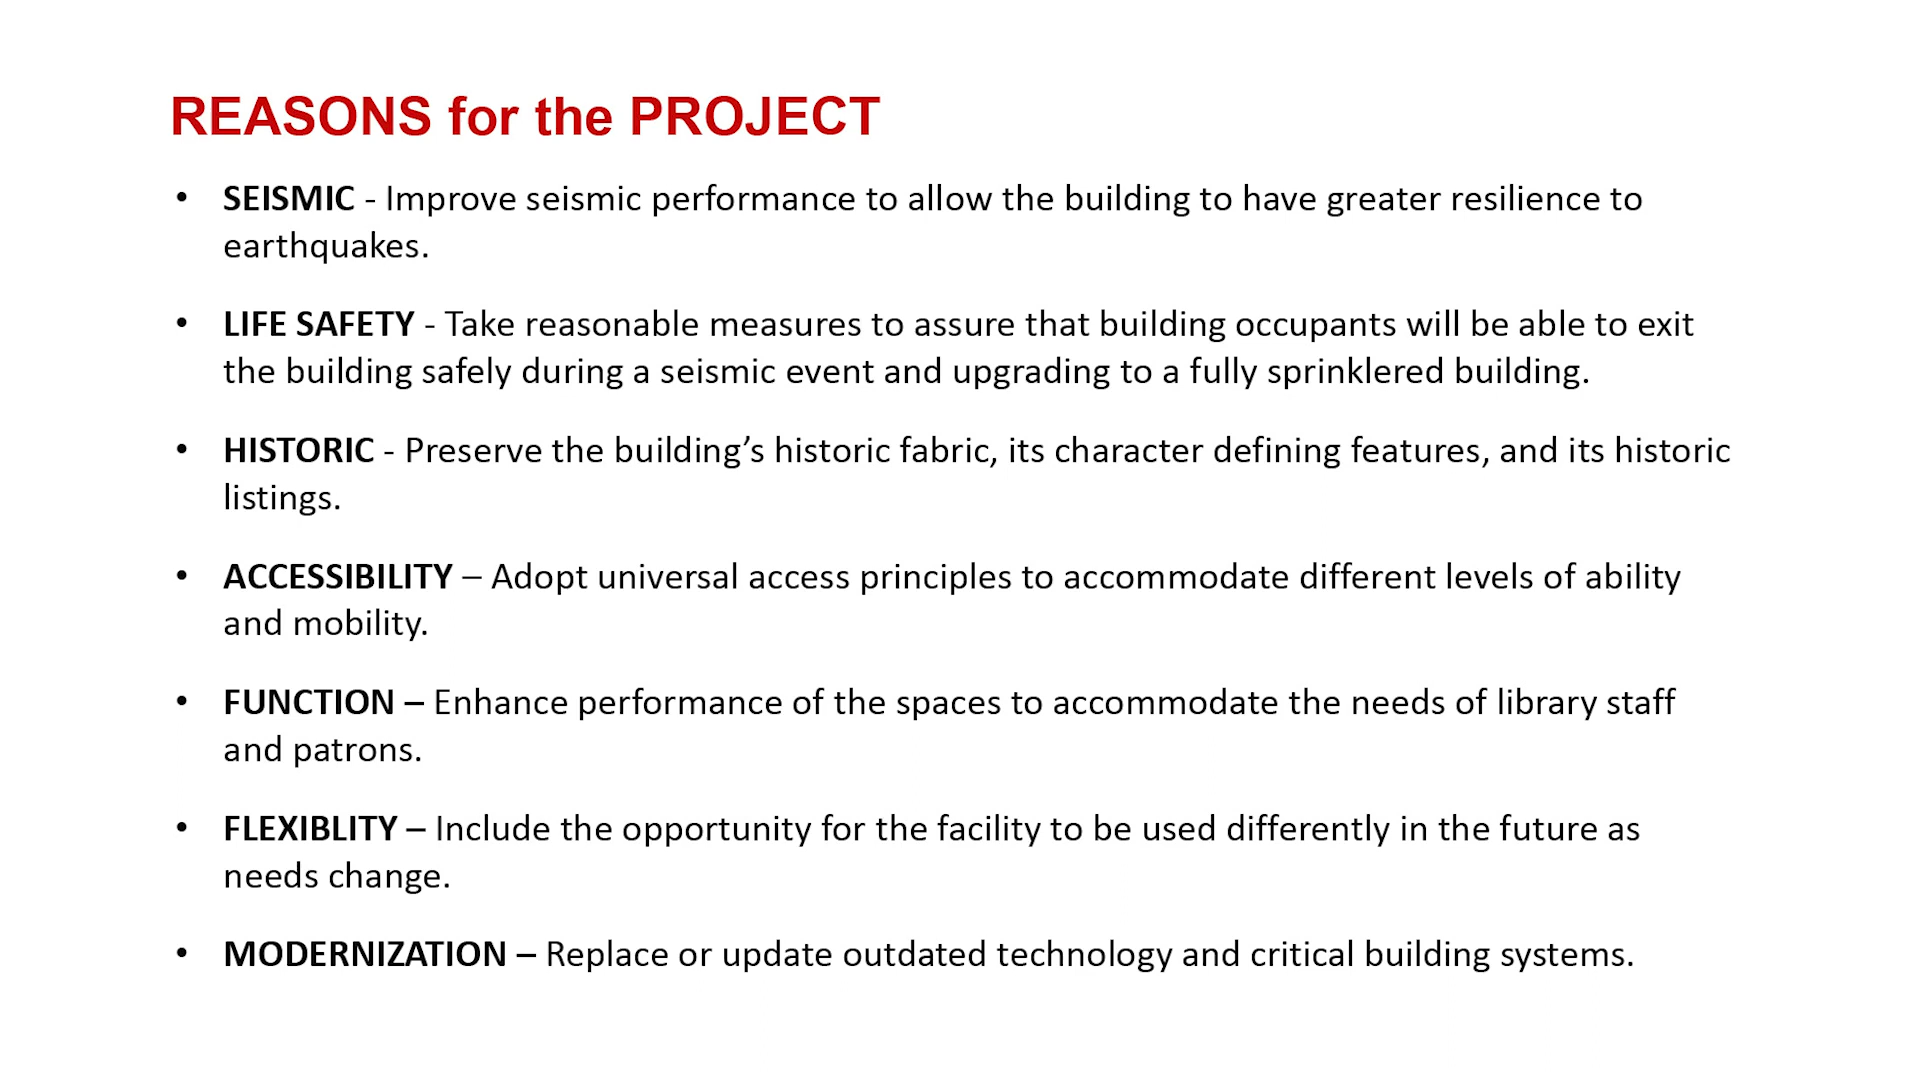 REASONS for the PROJECT
• SEISMIC - Improve seismic performance to allow the building to have greater resilience to
earthquakes.
• LIFE SAFETY - Take reasonable measures to assure that building occupants will be able to exit
the building safely during a seismic event and upgrading to a fully sprinklered building.
• HISTORIC - Preserve the building’s historic fabric, its character defining features, and its historic
listings.
• ACCESSIBILITY – Adopt universal access principles to accommodate different levels of ability
and mobility.
• FUNCTION – Enhance performance of the spaces to accommodate the needs of library staff
and patrons.
• FLEXIBLITY – Include the opportunity for the facility to be used differently in the future as
needs change.
• MODERNIZATION – Replace or update outdated technology and critical building systems.